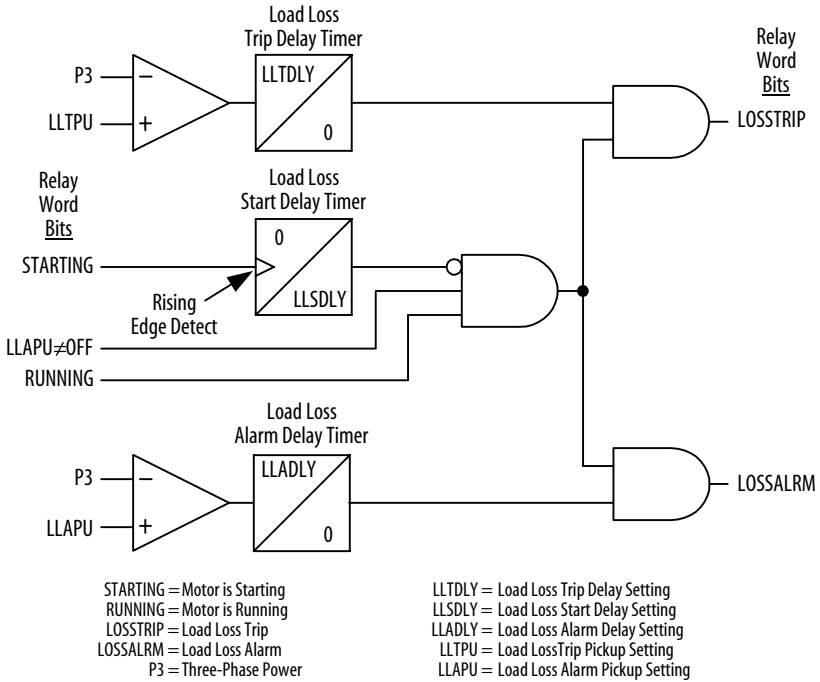 Load Loss
Trip Delay Timer
Relay
Word
Bits
P3
−
LLTDLY
LLTPU
+
0
LOSSTRIP
Relay
Word
Bits
Load Loss
Start Delay Timer
0
STARTING
LLSDLY
Rising
Edge Detect
LLAPU≠OFF
RUNNING
Load Loss
Alarm Delay Timer
P3
−
LLADLY
LLAPU
+
0
LOSSALRM
STARTING = Motor is Starting
RUNNING = Motor is Running
LOSSTRIP = Load Loss Trip
LOSSALRM = Load Loss Alarm
P3 = Three-Phase Power
LLTDLY = Load Loss Trip Delay Setting
LLSDLY = Load Loss Start Delay Setting
LLADLY = Load Loss Alarm Delay Setting
LLTPU = Load LossTrip Pickup Setting
LLAPU = Load Loss Alarm Pickup Setting